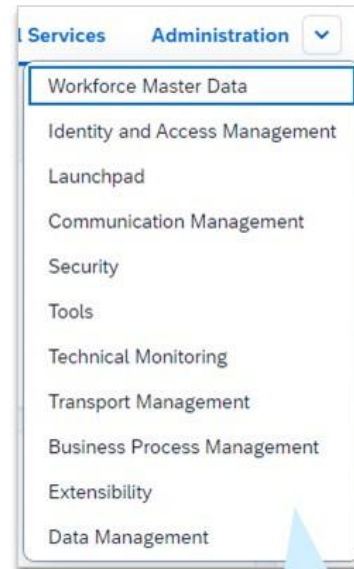 Services Administration
Workforce Master Data
Identity and Access Management
Launchpad
Communication Management
Security
Tools
Technical Monitoring
Transport Management
Business Process Management
Extensibility
Data Management